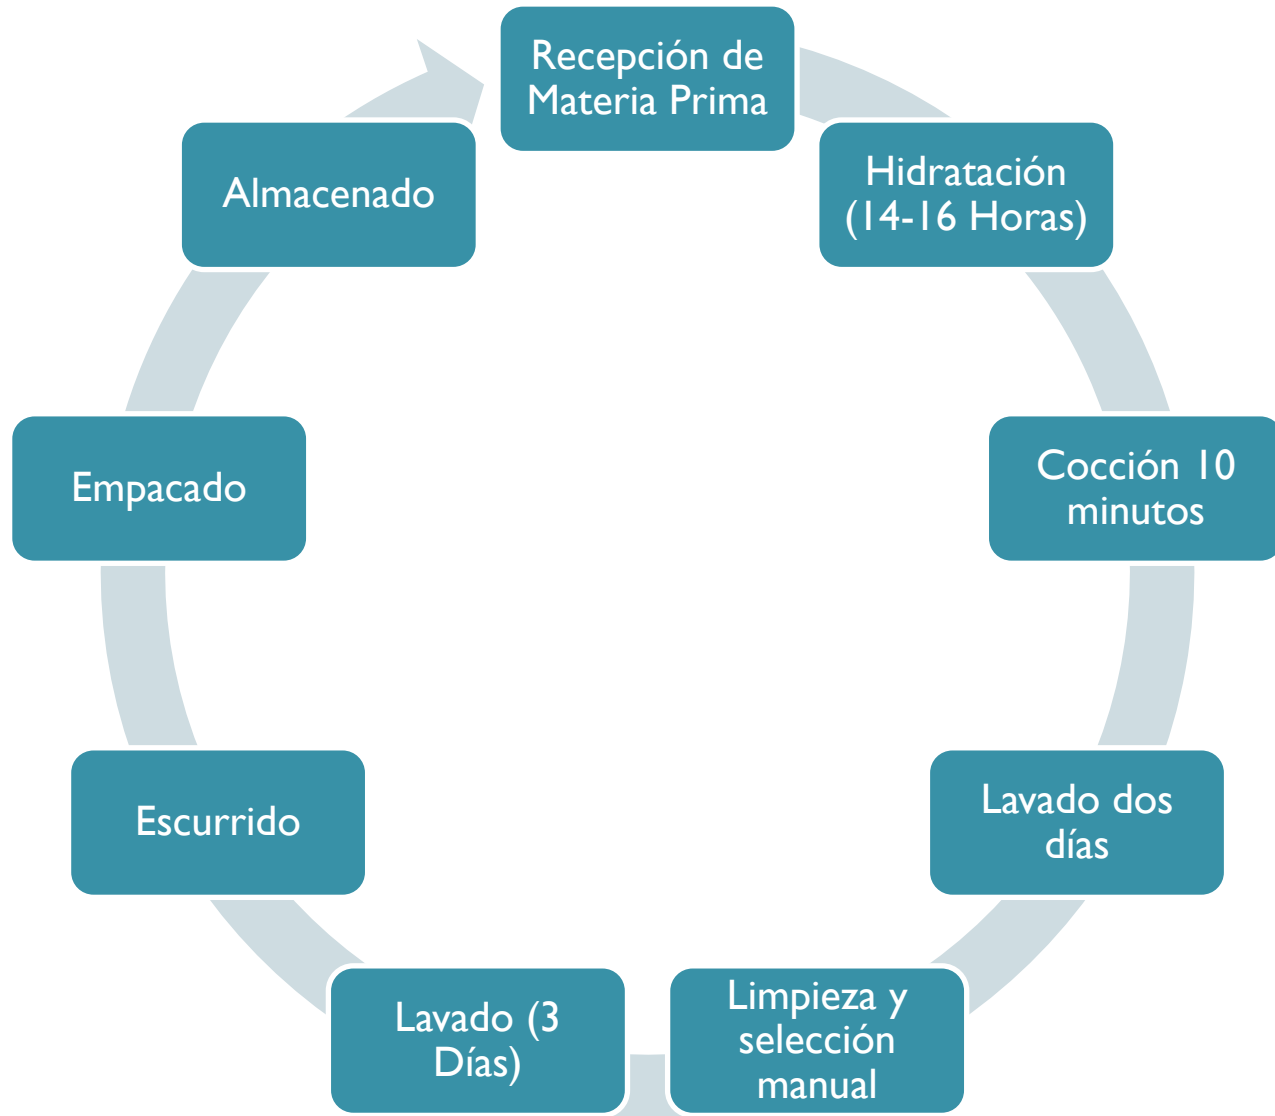 Recepción de
Materia Prima
Hidratación
(14-16 Horas)
Cocción 10
minutos
Lavado dos
días
Limpieza y
selección
manual
Lavado (3
Días)
Escurrido
Empacado
Almacenado